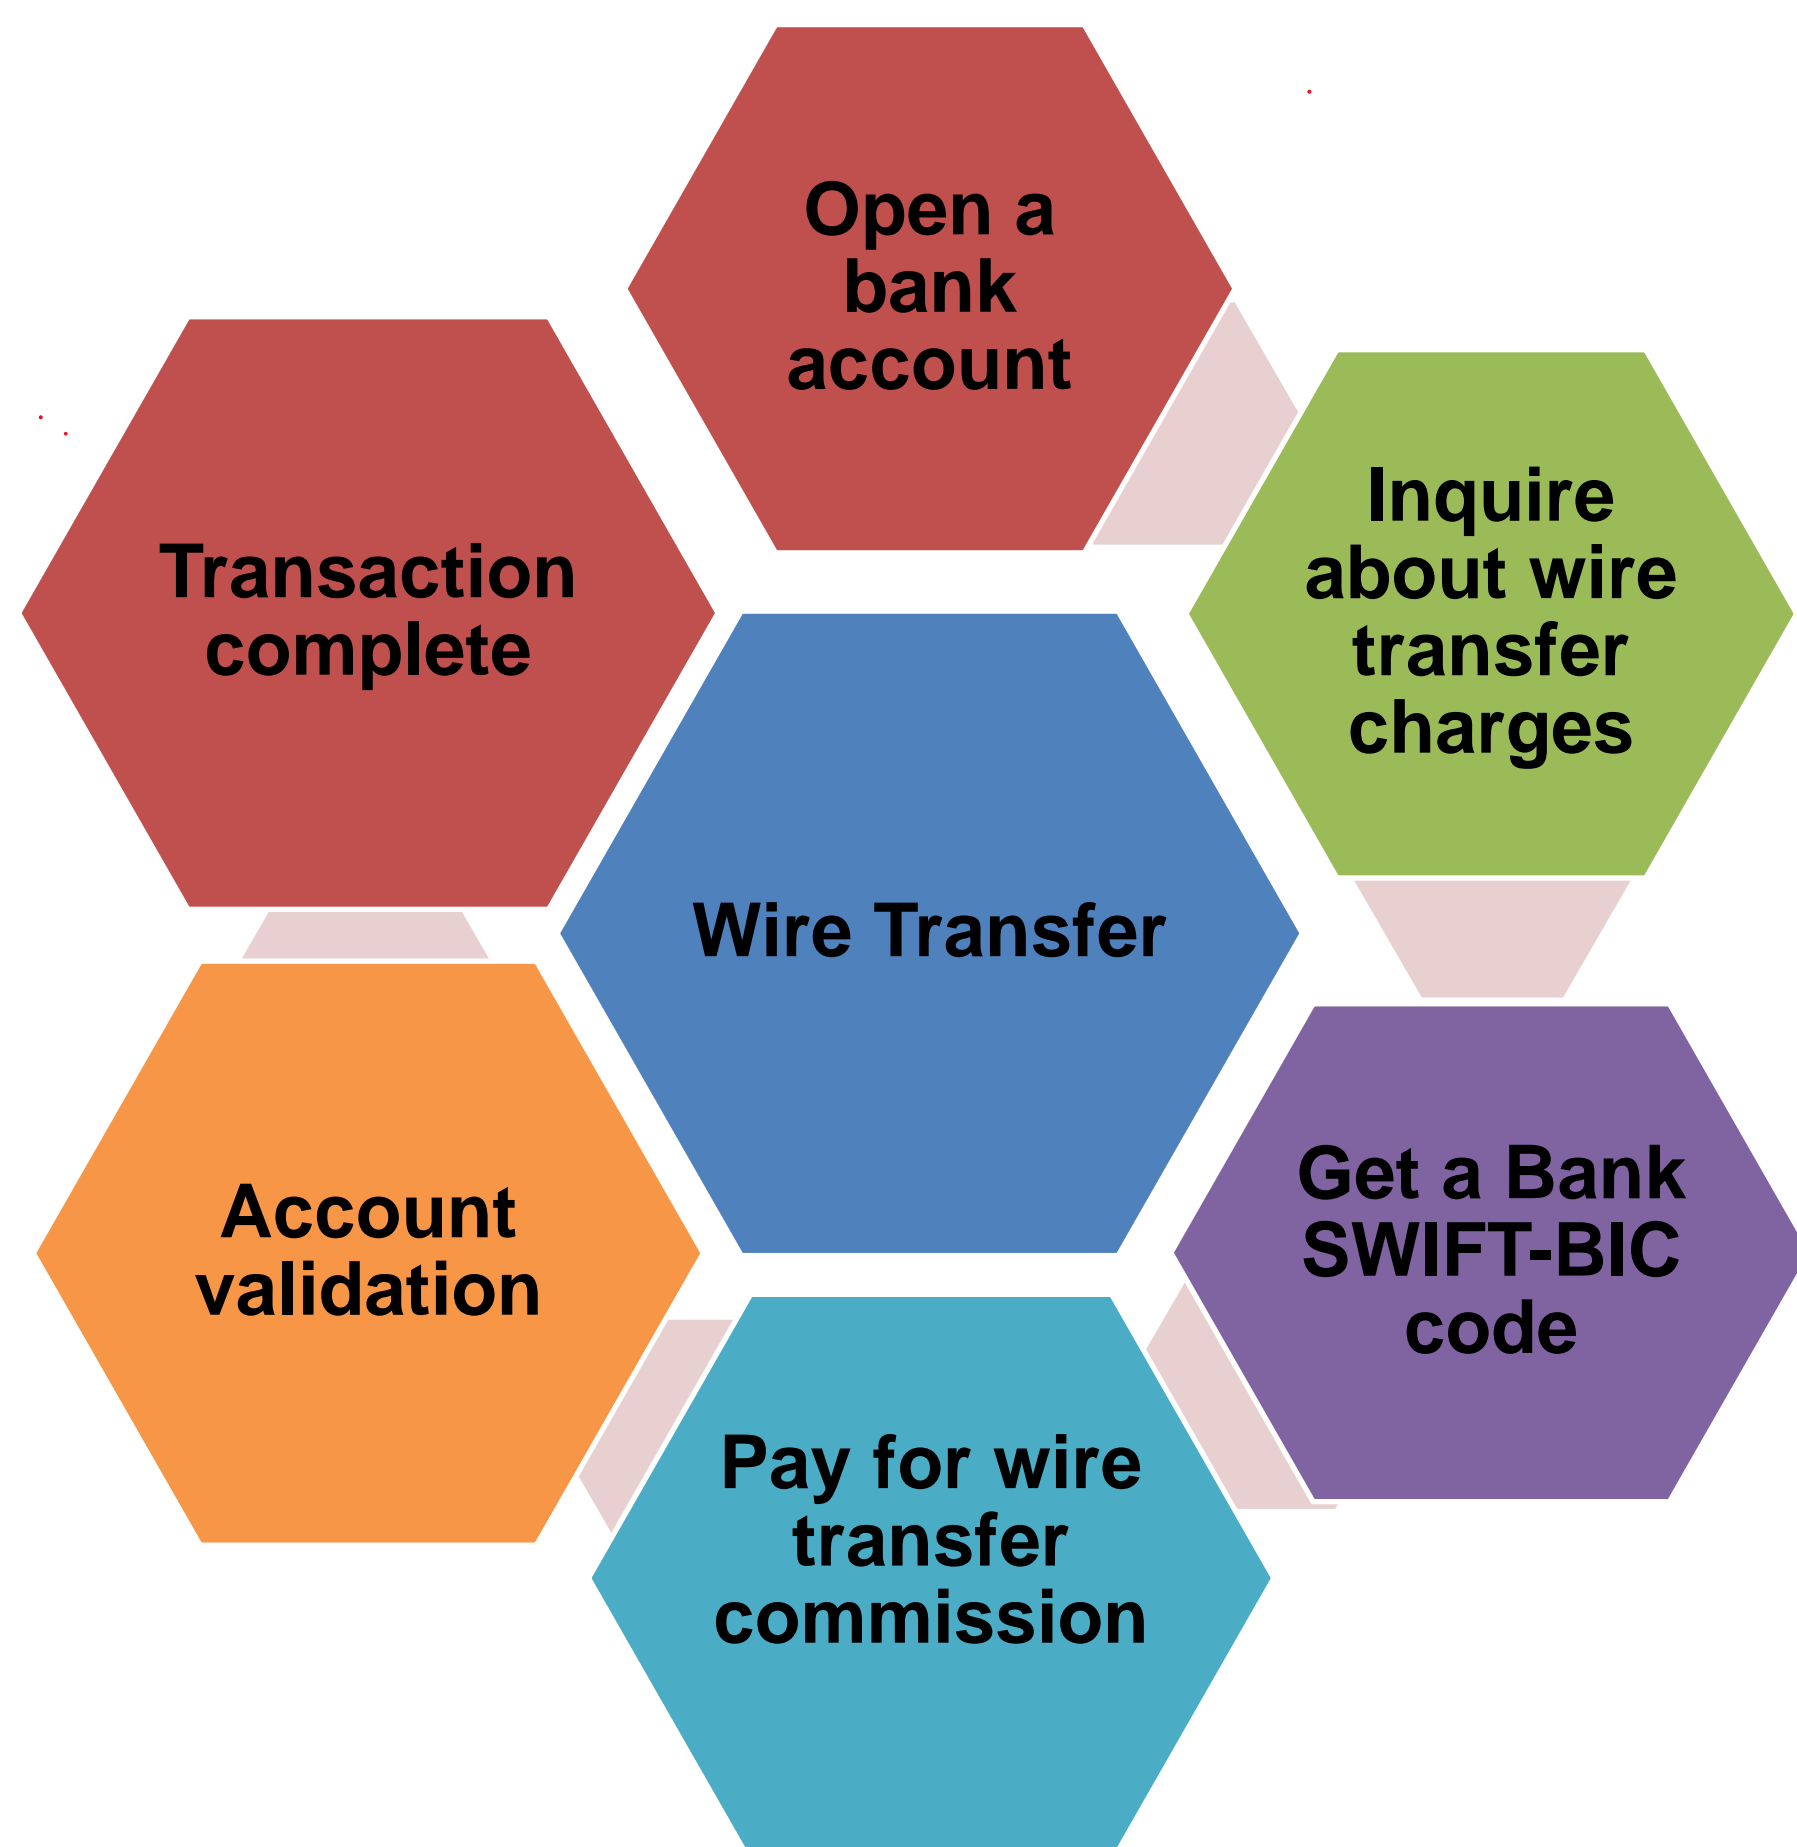 Open a
bank
account
Inquire
about wire
transfer
charges
Get a Bank
SWIFT-BIC
code
Pay for wire
transfer
commission
Account
validation
Transaction
complete
Wire Transfer